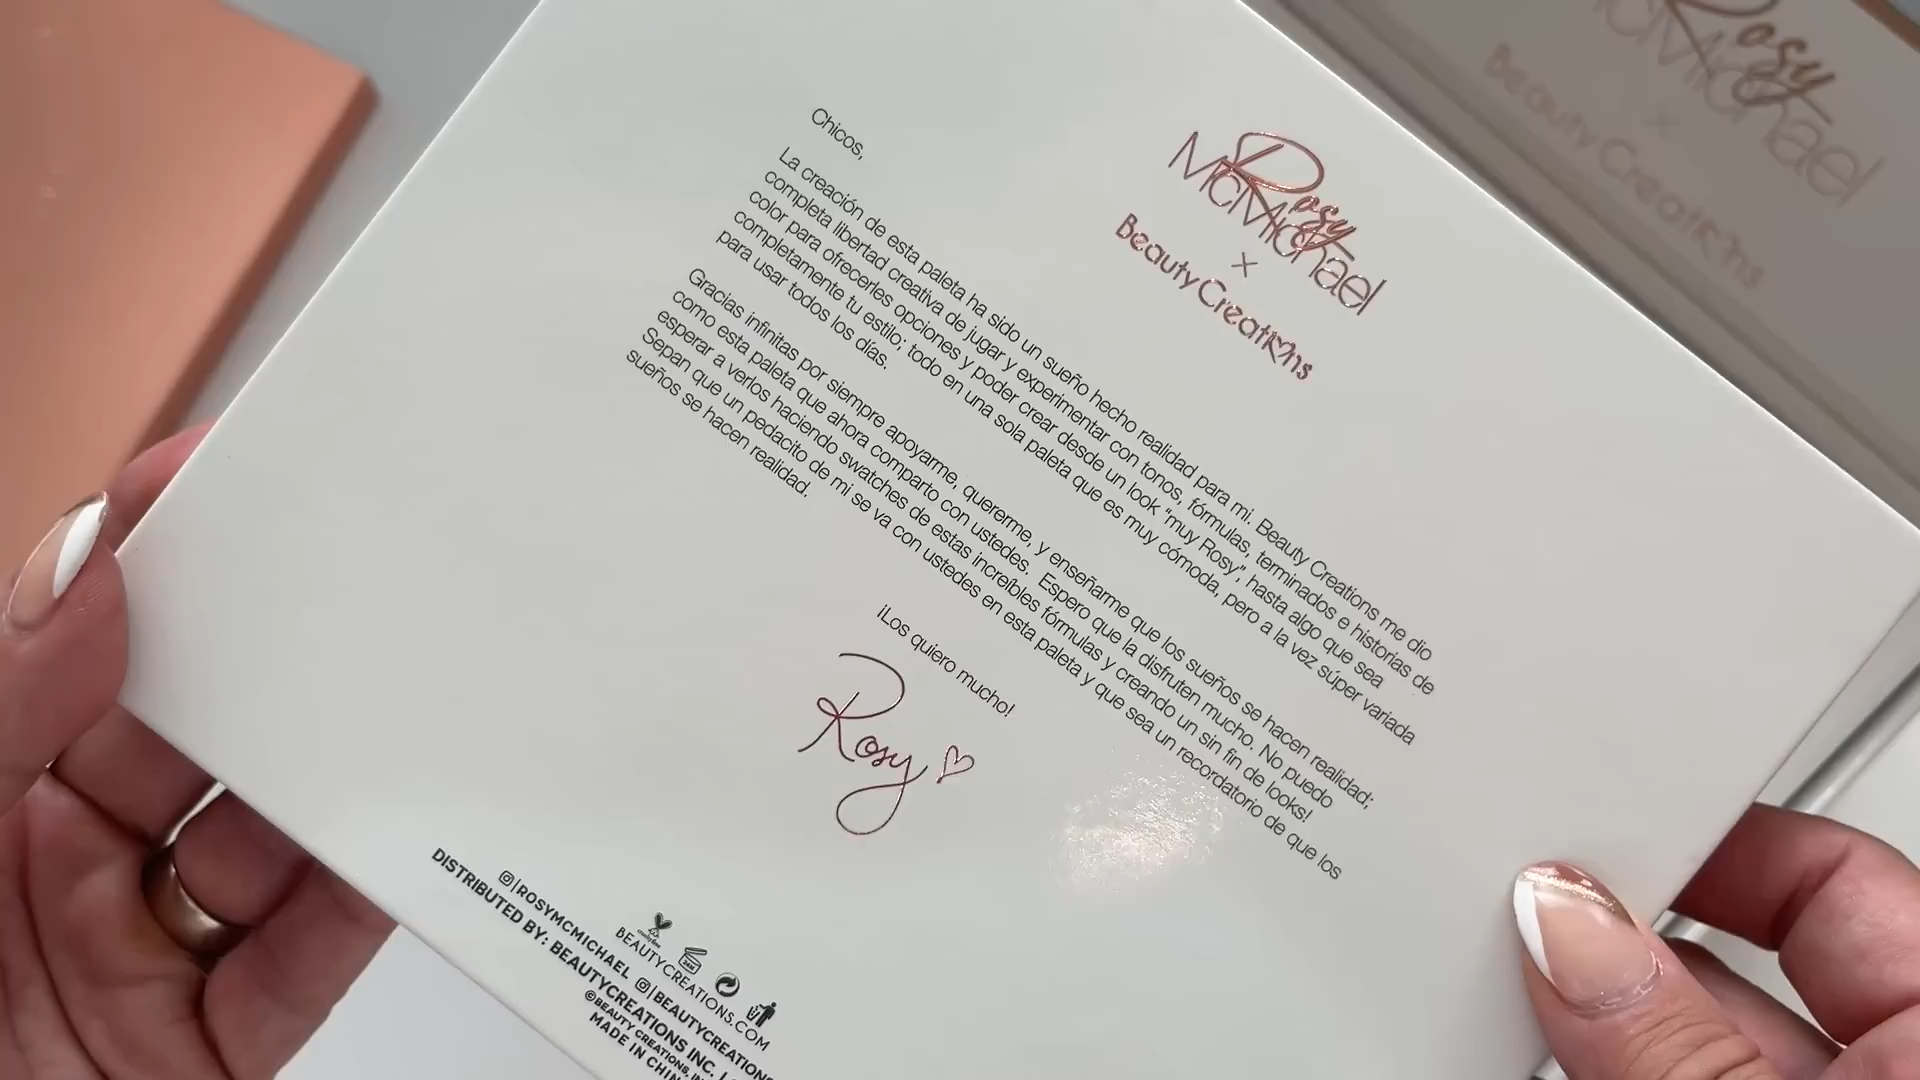 Rosy
McMichael
×
Beauty Creations
Chicos,
La creación de esta paleta ha sido un sueño hecho realidad para mi. Beauty Creations me dio
completa libertad creativa de jugar y experimentar con tonos, fórmulas, terminados e historias de
color para ofrecerles opciones y poder crear desde un look “muy Rosy”, hasta algo que sea
completamente tu estilo; todo en una sola paleta que es muy cómoda, pero a la vez súper variada
para usar todos los días.
Gracias infinitas por siempre apoyarme, quererme, y enseñarme que los sueños se hacen realidad;
como esta paleta que ahora comparto con ustedes. Espero que la disfruten mucho. No puedo
esperar a verlos haciendo swatches de estas increíbles fórmulas y creando un sin fin de looks!
Sepan que un pedacito de mi se va con ustedes en esta paleta y que sea un recordatorio de que los
sueños se hacen realidad.
¡Los quiero mucho!
Rosy
cruelty free
24M
BEAUTYCREATIONS.COM
|ROSYMCMICHAEL |BEAUTYCREATIONS
DISTRIBUTED BY: BEAUTYCREATIONS INC.
©BEAUTY CREATIONS,
MADE IN
Rosy
McMichael
×
Beauty Creations